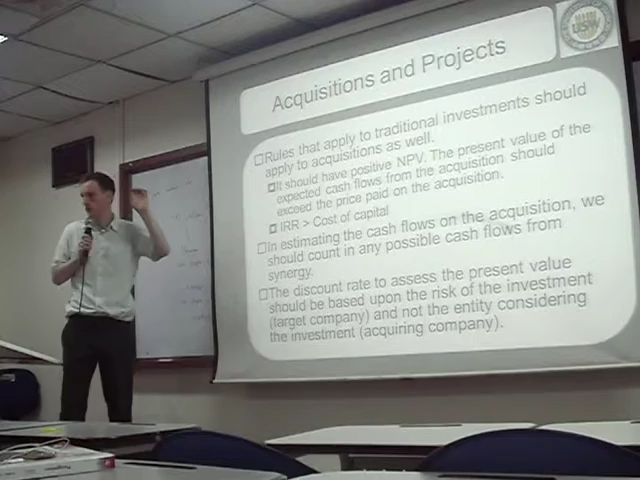 USM
Acquisitions and Projects
Rules that apply to traditional investments should
apply to acquisitions as well.
It should have positive NPV. The present value of the
expected cash flows from the acquisition should
exceed the price paid on the acquisition.
IRR > Cost of capital
In estimating the cash flows on the acquisition, we
should count in any possible cash flows from
synergy.
The discount rate to assess the present value
should be based upon the risk of the investment
(target company) and not the entity considering
the investment (acquiring company).